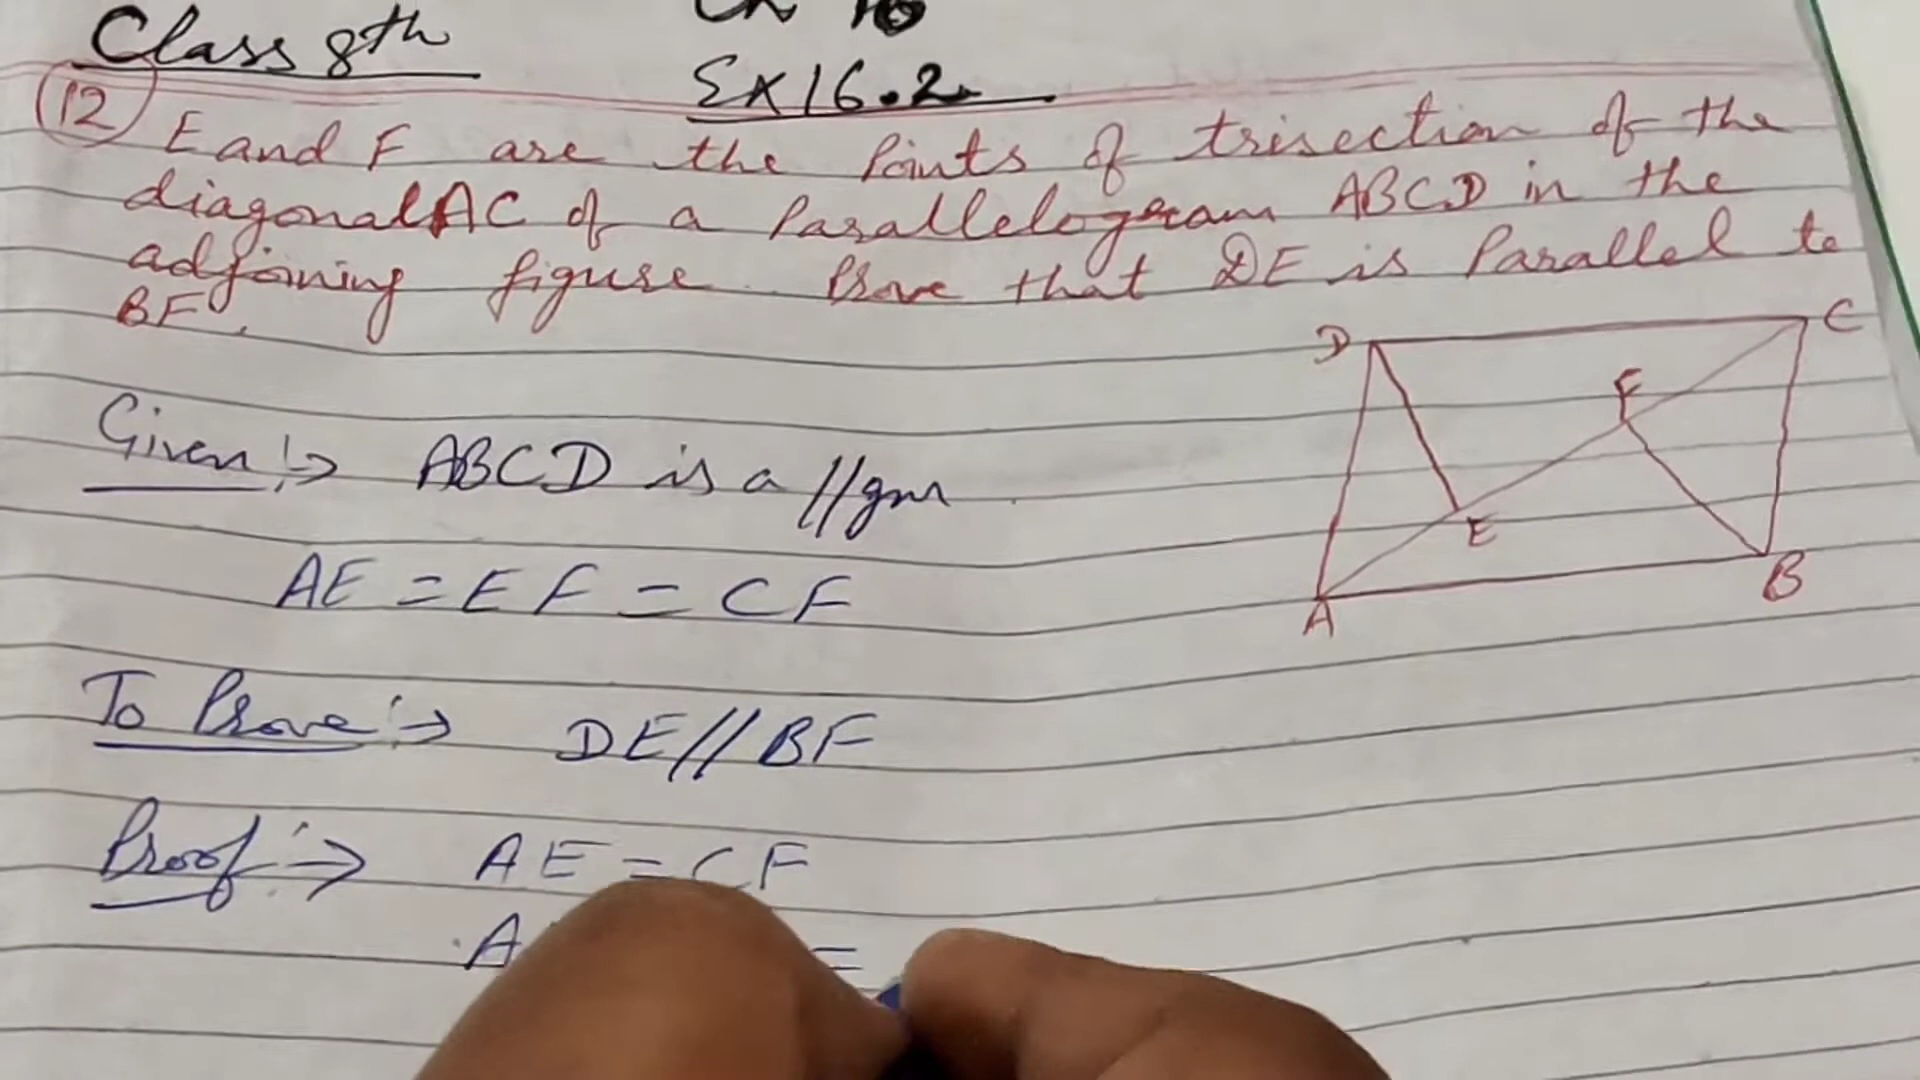 Class 8th
Ch 16
Ex 16.2
12 E and F are the Points of trisection of the
diagonal AC of a Parallelogram ABCD in the
adjoining figure. Prove that DE is Parallel to
BF.
D
C
F
E
A
B
Given :→ ABCD is a //gm
AE = EF = CF
To Prove :→ DE//BF
Proof :→ AE = CF
A =